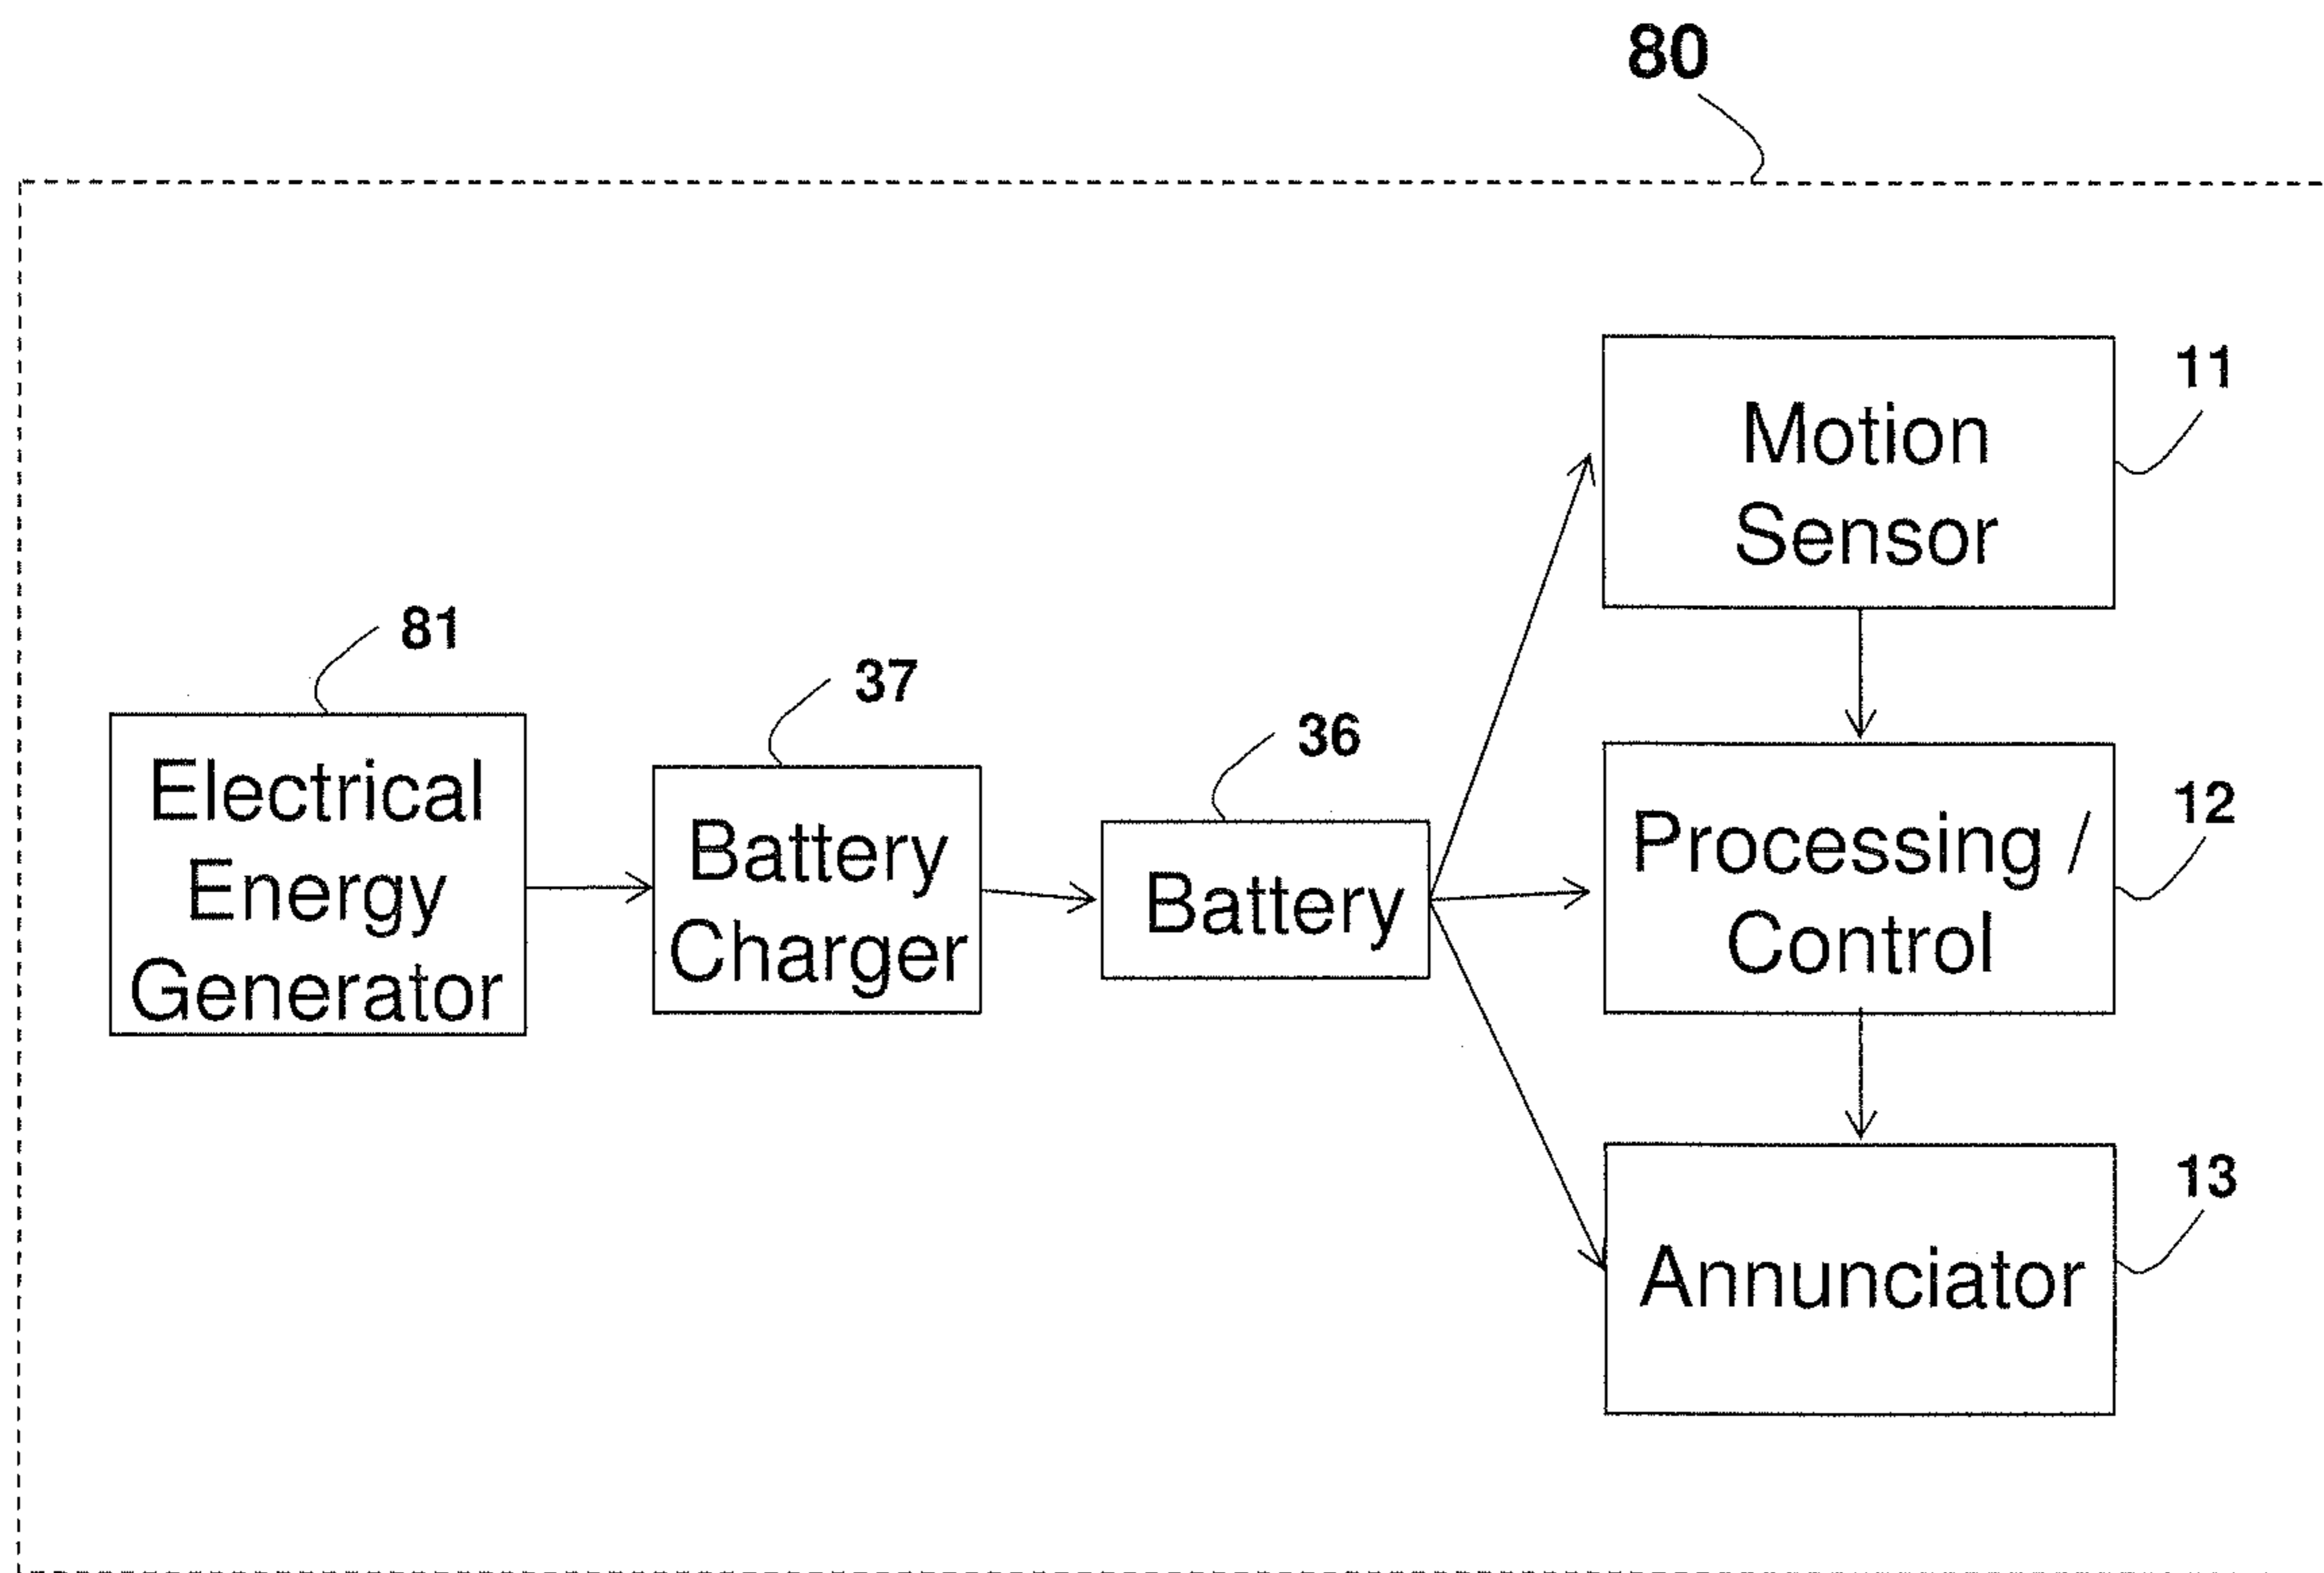 80
11
Motion
Sensor
81
Electrical
Energy
Generator
37
Battery
Charger
36
Battery
12
Processing /
Control
13
Annunciator